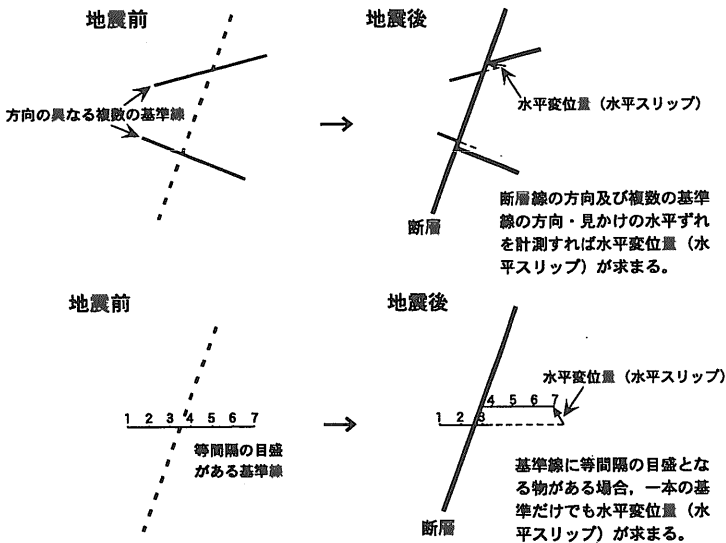 地震前
地震後
方向の異なる複数の基準線
水平変位量（水平スリップ）
断層
断層線の方向及び複数の基準
線の方向・見かけの水平ずれ
を計測すれば水平変位量（水
平スリップ）が求まる。
地震前
地震後
1 2 3 4 5 6 7
等間隔の目盛
がある基準線
水平変位量（水平スリップ）
4 5 6 7
1 2 3
断層
基準線に等間隔の目盛とな
る物がある場合，一本の基
準だけでも水平変位量（水
平スリップ）が求まる。